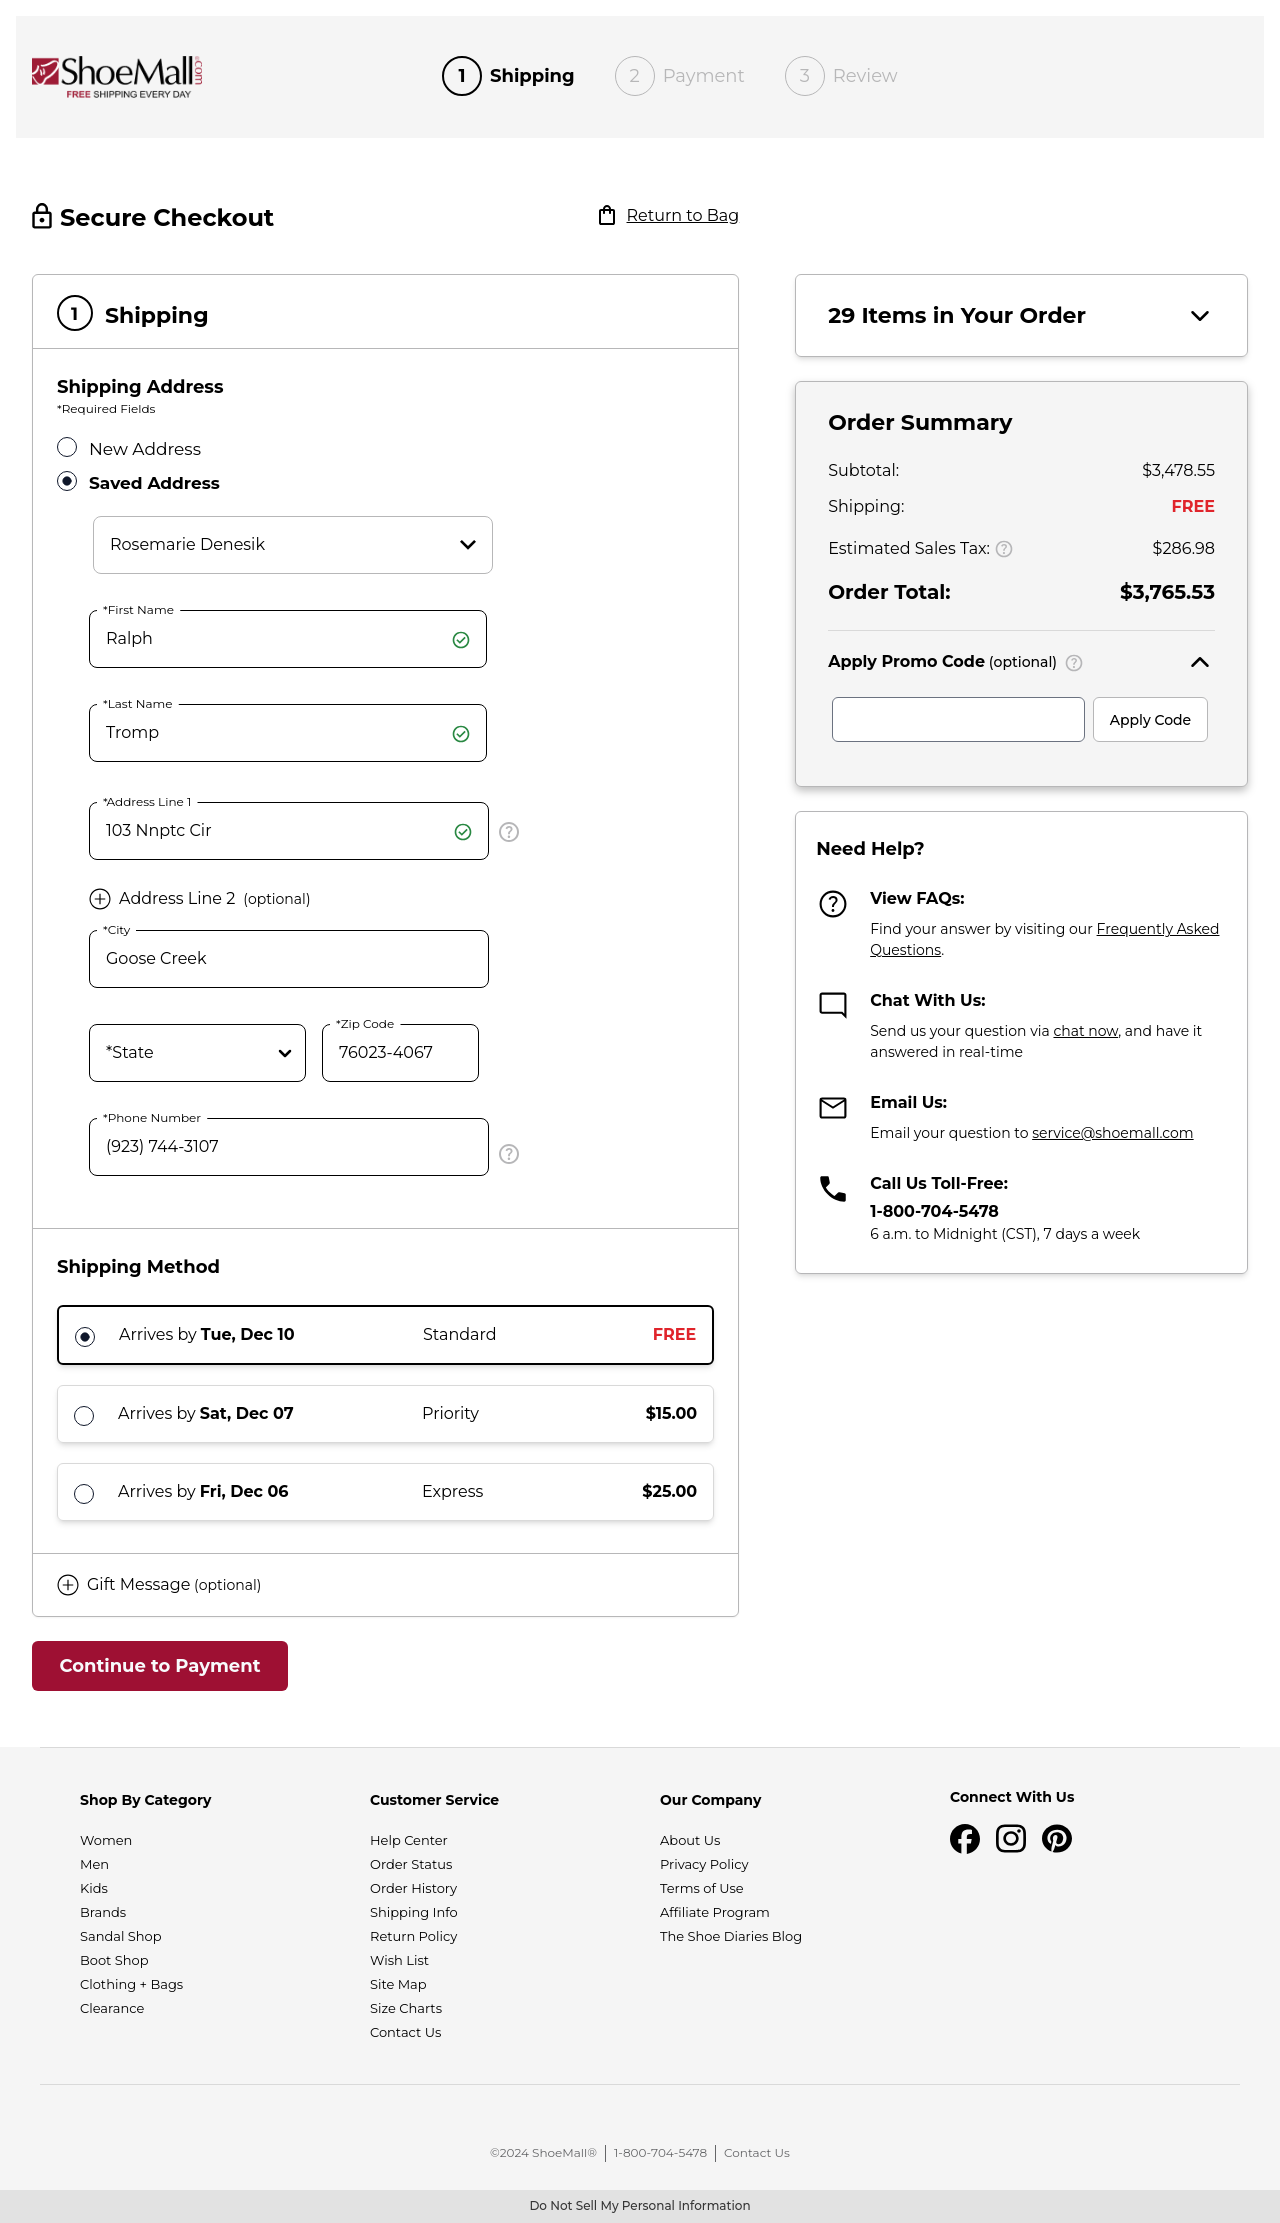 ShoeMall.com
FREE SHIPPING EVERY DAY
1 Shipping
2 Payment
3 Review
Secure Checkout
Return to Bag
1 Shipping
Shipping Address
*Required Fields
New Address
Saved Address
Rosemarie Denesik
*First Name
Ralph
*Last Name
Tromp
*Address Line 1
103 Nnptc Cir
Address Line 2 (optional)
*City
Goose Creek
*State
*Zip Code
76023-4067
*Phone Number
(923) 744-3107
Shipping Method
Arrives by Tue, Dec 10 Standard FREE
Arrives by Sat, Dec 07 Priority $15.00
Arrives by Fri, Dec 06 Express $25.00
Gift Message (optional)
Continue to Payment
29 Items in Your Order
Order Summary
Subtotal: $3,478.55
Shipping: FREE
Estimated Sales Tax: $286.98
Order Total: $3,765.53
Apply Promo Code (optional)
Apply Code
Need Help?
View FAQs:
Find your answer by visiting our Frequently Asked
Questions.
Chat With Us:
Send us your question via chat now, and have it
answered in real-time
Email Us:
Email your question to service@shoemall.com
Call Us Toll-Free:
1-800-704-5478
6 a.m. to Midnight (CST), 7 days a week
Shop By Category
Women
Men
Kids
Brands
Sandal Shop
Boot Shop
Clothing + Bags
Clearance
Customer Service
Help Center
Order Status
Order History
Shipping Info
Return Policy
Wish List
Site Map
Size Charts
Contact Us
Our Company
About Us
Privacy Policy
Terms of Use
Affiliate Program
The Shoe Diaries Blog
Connect With Us
©2024 ShoeMall® | 1-800-704-5478 | Contact Us
Do Not Sell My Personal Information